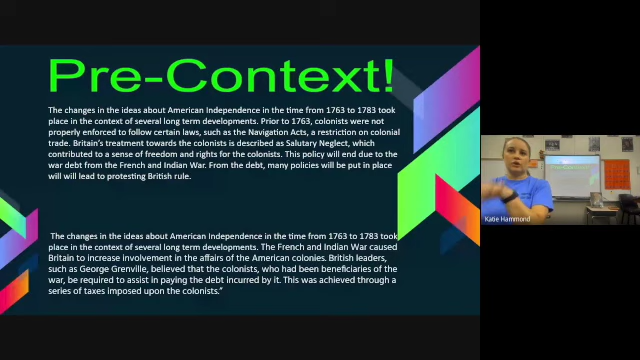 Pre-Context!
The changes in the ideas about American Independence in the time from 1763 to 1783 took
place in the context of several long term developments. Prior to 1763, colonists were not
properly enforced to follow certain laws, such as the Navigation Acts, a restriction on colonial
trade. Britain's treatment towards the colonists is described as Salutary Neglect, which
contributed to a sense of freedom and rights for the colonists. This policy will end due to the
war debt from the French and Indian War. From the debt, many policies will be put in place
will will lead to protesting British rule.
The changes in the ideas about American Independence in the time from 1763 to 1783 took
place in the context of several long term developments. The French and Indian War caused
Britain to increase involvement in the affairs of the American colonies. British leaders,
such as George Grenville, believed that the colonists, who had been beneficiaries of the
war, be required to assist in paying the debt incurred by it. This was achieved through a
series of taxes imposed upon the colonists."
Katie Hammond